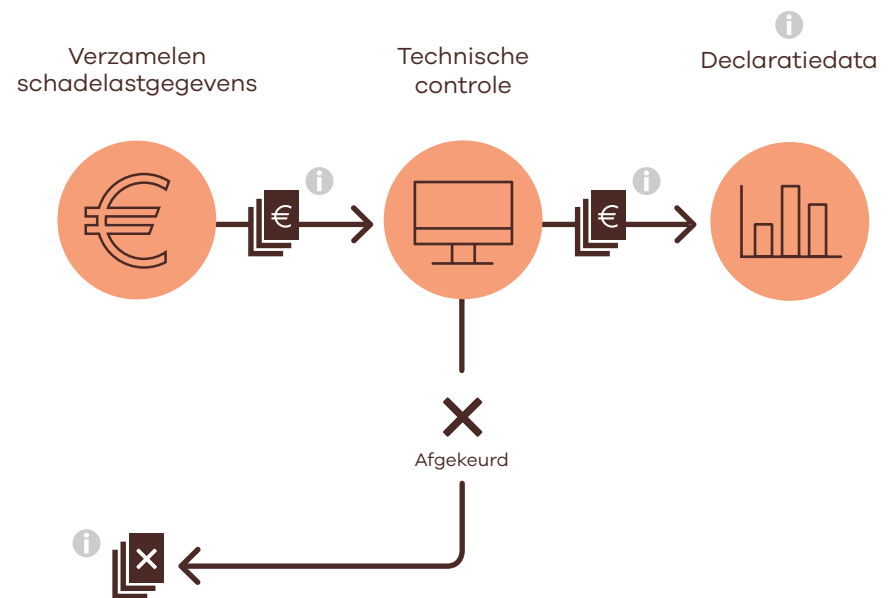 Verzamelen
schadelastgegevens
Technische
controle
i
Declaratiedata
€
€
i
€
i
Afgekeurd
i